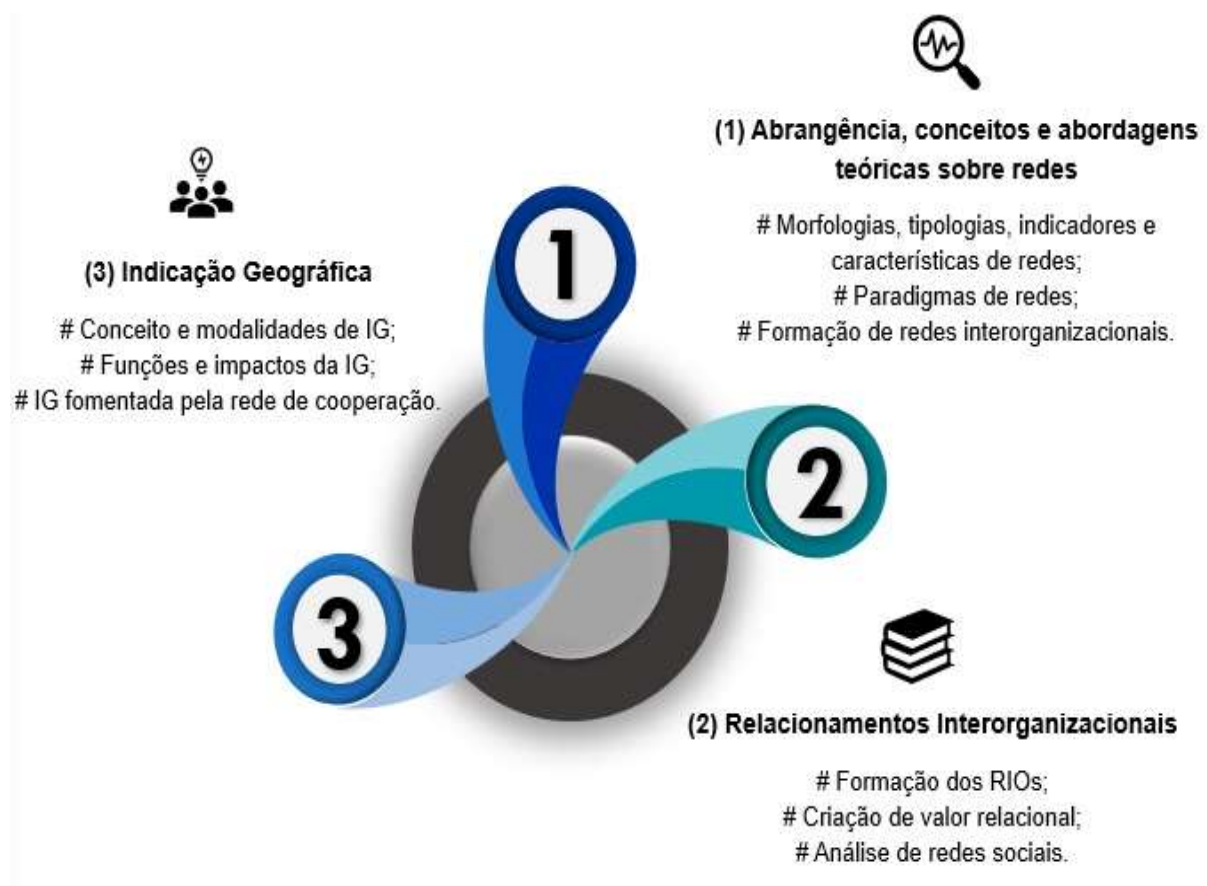 (1) Abrangência, conceitos e abordagens
teóricas sobre redes
# Morfologias, tipologias, indicadores e
características de redes;
# Paradigmas de redes;
# Formação de redes interorganizacionais.
(3) Indicação Geográfica
# Conceito e modalidades de IG;
# Funções e impactos da IG;
# IG fomentada pela rede de cooperação.
1
2
3
(2) Relacionamentos Interorganizacionais
# Formação dos RIOs;
# Criação de valor relacional;
# Análise de redes sociais.